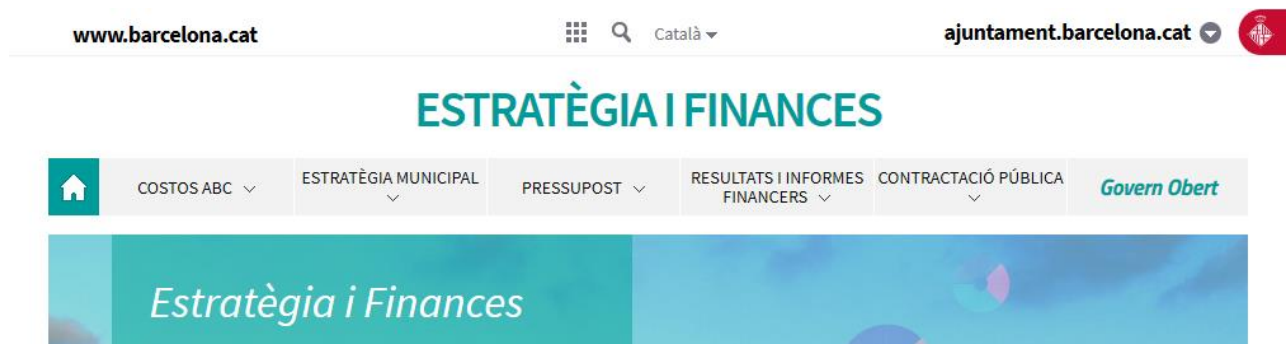 www.barcelona.cat
Català
ajuntament.barcelona.cat
ESTRATÈGIA I FINANCES
COSTOS ABC
ESTRATÈGIA MUNICIPAL
PRESSUPOST
RESULTATS I INFORMES
FINANCERS
CONTRACTACIÓ PÚBLICA
Govern Obert
Estratègia i Finances